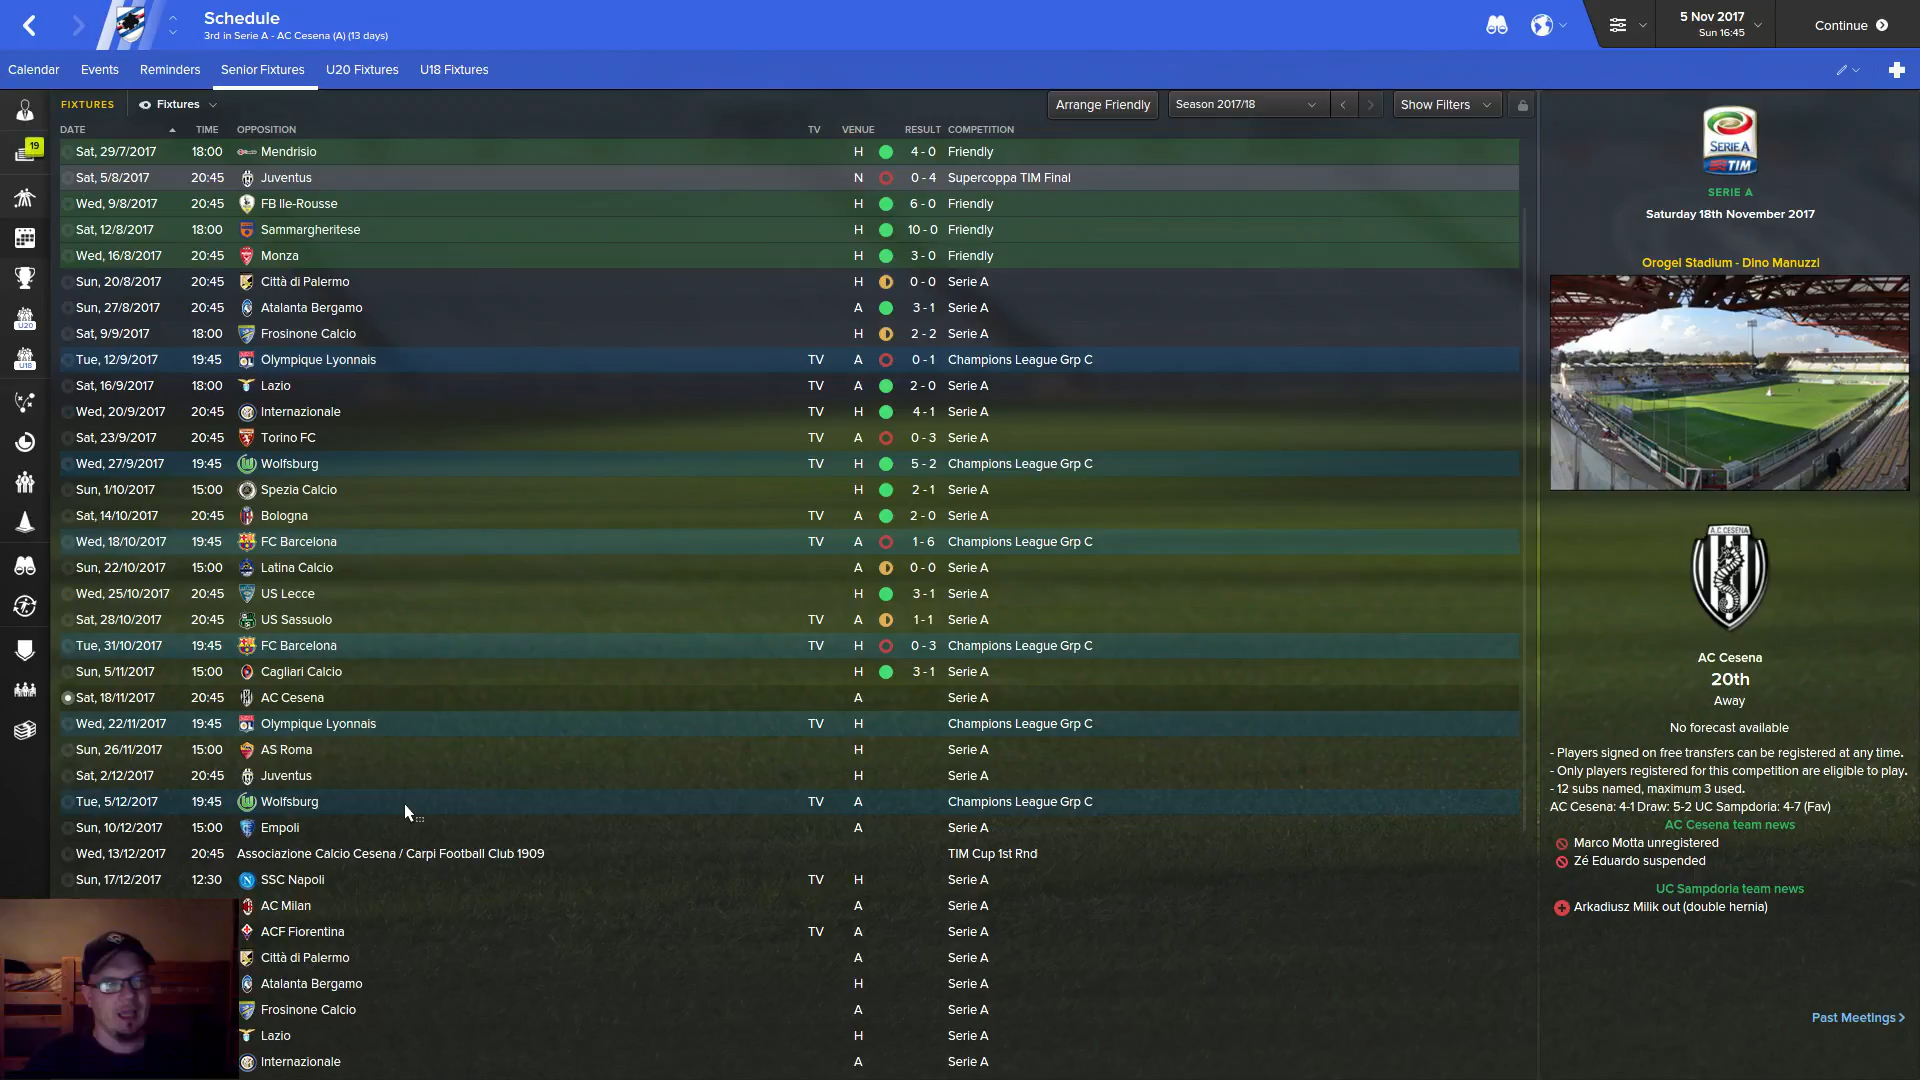 Schedule
3rd in Serie A - AC Cesena (A) (13 days)
5 Nov 2017
Sun 16:45
Continue
Calendar Events Reminders Senior Fixtures U20 Fixtures U18 Fixtures
FIXTURES Fixtures Arrange Friendly Season 2017/18 Show Filters
DATE TIME OPPOSITION TV VENUE RESULT COMPETITION
Sat, 29/7/2017 18:00 Mendrisio H 4 - 0 Friendly
Sat, 5/8/2017 20:45 Juventus N 0 - 4 Supercoppa TIM Final
Wed, 9/8/2017 20:45 FB Ile-Rousse H 6 - 0 Friendly
Sat, 12/8/2017 18:00 Sammargheritese H 10 - 0 Friendly
Wed, 16/8/2017 20:45 Monza H 3 - 0 Friendly
Sun, 20/8/2017 20:45 Città di Palermo H 0 - 0 Serie A
Sun, 27/8/2017 20:45 Atalanta Bergamo A 3 - 1 Serie A
Sat, 9/9/2017 18:00 Frosinone Calcio H 2 - 2 Serie A
Tue, 12/9/2017 19:45 Olympique Lyonnais TV A 0 - 1 Champions League Grp C
Sat, 16/9/2017 18:00 Lazio TV A 2 - 0 Serie A
Wed, 20/9/2017 20:45 Internazionale TV H 4 - 1 Serie A
Sat, 23/9/2017 20:45 Torino FC TV A 0 - 3 Serie A
Wed, 27/9/2017 19:45 Wolfsburg TV H 5 - 2 Champions League Grp C
Sun, 1/10/2017 15:00 Spezia Calcio H 2 - 1 Serie A
Sat, 14/10/2017 20:45 Bologna TV A 2 - 0 Serie A
Wed, 18/10/2017 19:45 FC Barcelona TV A 1 - 6 Champions League Grp C
Sun, 22/10/2017 15:00 Latina Calcio A 0 - 0 Serie A
Wed, 25/10/2017 20:45 US Lecce H 3 - 1 Serie A
Sat, 28/10/2017 20:45 US Sassuolo TV A 1 - 1 Serie A
Tue, 31/10/2017 19:45 FC Barcelona TV H 0 - 3 Champions League Grp C
Sun, 5/11/2017 15:00 Cagliari Calcio H 3 - 1 Serie A
Sat, 18/11/2017 20:45 AC Cesena A Serie A
Wed, 22/11/2017 19:45 Olympique Lyonnais TV H Champions League Grp C
Sun, 26/11/2017 15:00 AS Roma H Serie A
Sat, 2/12/2017 20:45 Juventus H Serie A
Tue, 5/12/2017 19:45 Wolfsburg TV A Champions League Grp C
Sun, 10/12/2017 15:00 Empoli A Serie A
Wed, 13/12/2017 20:45 Associazione Calcio Cesena / Carpi Football Club 1909 TIM Cup 1st Rnd
Sun, 17/12/2017 12:30 SSC Napoli TV H Serie A
AC Milan A Serie A
ACF Fiorentina TV A Serie A
Città di Palermo A Serie A
Atalanta Bergamo H Serie A
Frosinone Calcio A Serie A
Lazio H Serie A
Internazionale A Serie A
19
U20
U18
SERIE A
TIM
SERIE A
Saturday 18th November 2017
Orogel Stadium - Dino Manuzzi
A.C. CESENA
AC Cesena
20th
Away
No forecast available
- Players signed on free transfers can be registered at any time.
- Only players registered for this competition are eligible to play.
- 12 subs named, maximum 3 used.
AC Cesena: 4-1 Draw: 5-2 UC Sampdoria: 4-7 (Fav)
AC Cesena team news
Marco Motta unregistered
Zé Eduardo suspended
UC Sampdoria team news
Arkadiusz Milik out (double hernia)
Past Meetings